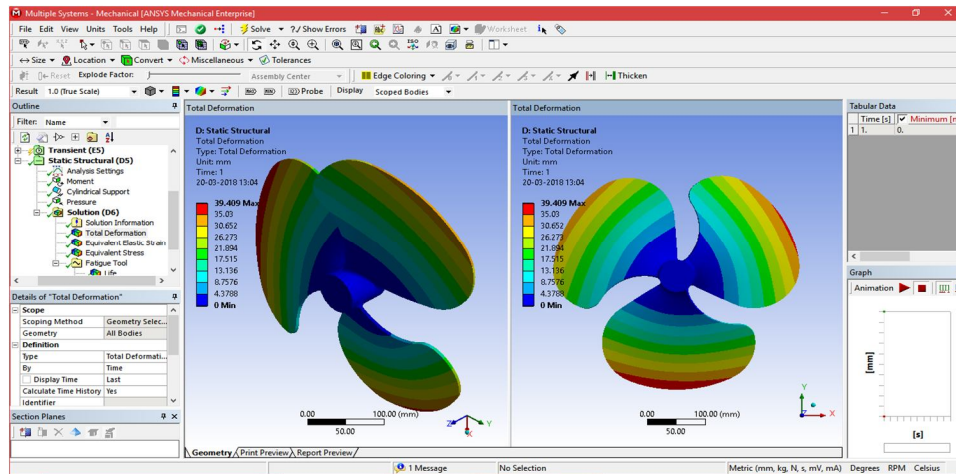 Multiple Systems - Mechanical [ANSYS Mechanical Enterprise]
File Edit View Units Tools Help Solve ?/ Show Errors Worksheet
Size Location Convert Miscellaneous Tolerances
Reset Explode Factor: Assembly Center Edge Coloring Thicken
Result 1.0 (True Scale) Probe Display Scoped Bodies
Outline
Filter: Name
Transient (E5)
Static Structural (D5)
Analysis Settings
Moment
Cylindrical Support
Pressure
Solution (D6)
Solution Information
Total Deformation
Equivalent Elastic Strain
Equivalent Stress
Fatigue Tool
Life
Details of "Total Deformation"
Scope
Scoping Method Geometry Selec...
Geometry All Bodies
Definition
Type Total Deformati...
By Time
Display Time Last
Calculate Time History Yes
Identifier
Section Planes
Total Deformation
D: Static Structural
Total Deformation
Type: Total Deformation
Unit: mm
Time: 1
20-03-2018 13:04
39.409 Max
35.03
30.652
26.273
21.894
17.515
13.136
8.7576
4.3788
0 Min
0.00 100.00 (mm)
50.00
Z Y X
Total Deformation
D: Static Structural
Total Deformation
Type: Total Deformation
Unit: mm
Time: 1
20-03-2018 13:04
39.409 Max
35.03
30.652
26.273
21.894
17.515
13.136
8.7576
4.3788
0 Min
0.00 100.00 (mm)
50.00
Y
Z X
Geometry Print Preview Report Preview
Tabular Data
Time [s] Minimum [m
1 1. 0.
Graph
Animation
[mm]
[s]
1 Message No Selection Metric (mm, kg, N, s, mV, mA) Degrees RPM Celsius